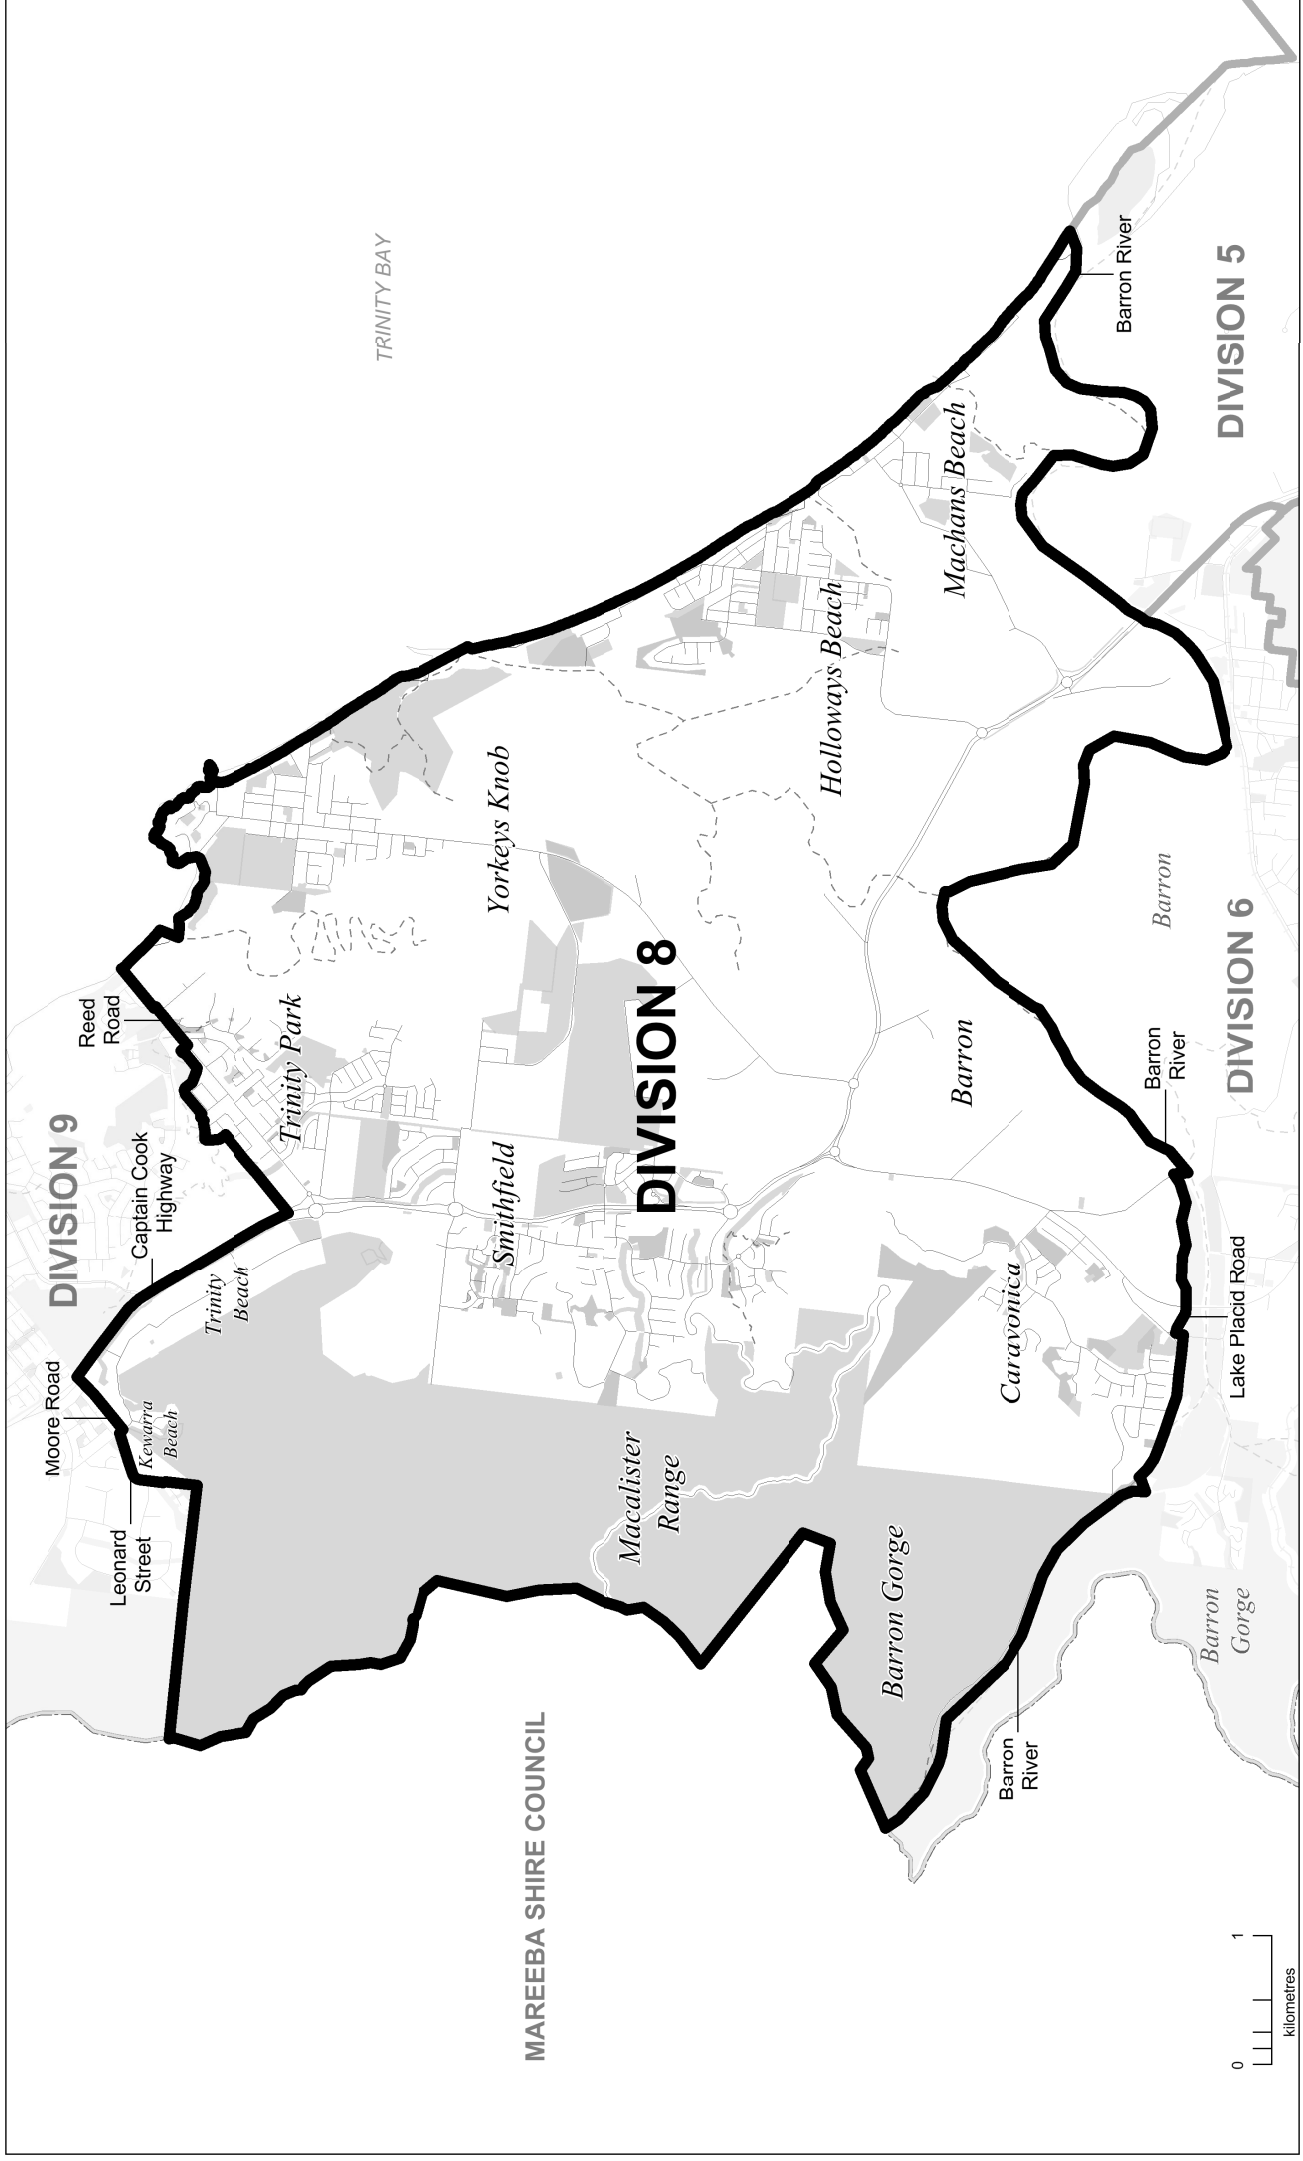 DIVISION 9
Moore Road
Captain Cook
Highway
Reed
Road
Leonard
Street
Kewarra
Beach
Trinity
Beach
Trinity Park
TRINITY BAY
Smithfield
Yorkeys Knob
MAREEBA SHIRE COUNCIL
Macalister
Range
DIVISION 8
Holloways Beach
Machans Beach
Barron Gorge
Caravonica
Barron
Barron
River
Barron River
Barron
River
Barron
Barron
Gorge
Lake Placid Road
DIVISION 6
DIVISION 5
0
1
kilometres